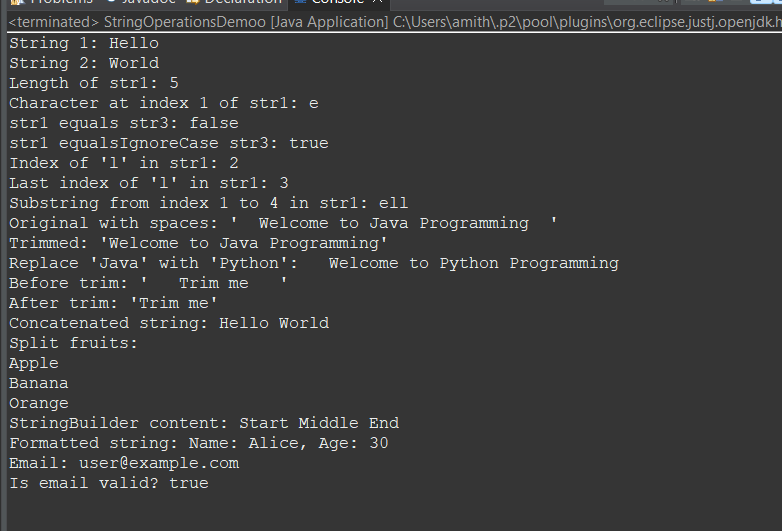 Problems Javadoc Declaration Console
<terminated> StringOperationsDemoo [Java Application] C:\Users\amith\.p2\pool\plugins\org.eclipse.justj.openjdk.h
String 1: Hello
String 2: World
Length of str1: 5
Character at index 1 of str1: e
str1 equals str3: false
str1 equalsIgnoreCase str3: true
Index of 'l' in str1: 2
Last index of 'l' in str1: 3
Substring from index 1 to 4 in str1: ell
Original with spaces: '  Welcome to Java Programming  '
Trimmed: 'Welcome to Java Programming'
Replace 'Java' with 'Python':   Welcome to Python Programming
Before trim: '   Trim me   '
After trim: 'Trim me'
Concatenated string: Hello World
Split fruits:
Apple
Banana
Orange
StringBuilder content: Start Middle End
Formatted string: Name: Alice, Age: 30
Email: user@example.com
Is email valid? true